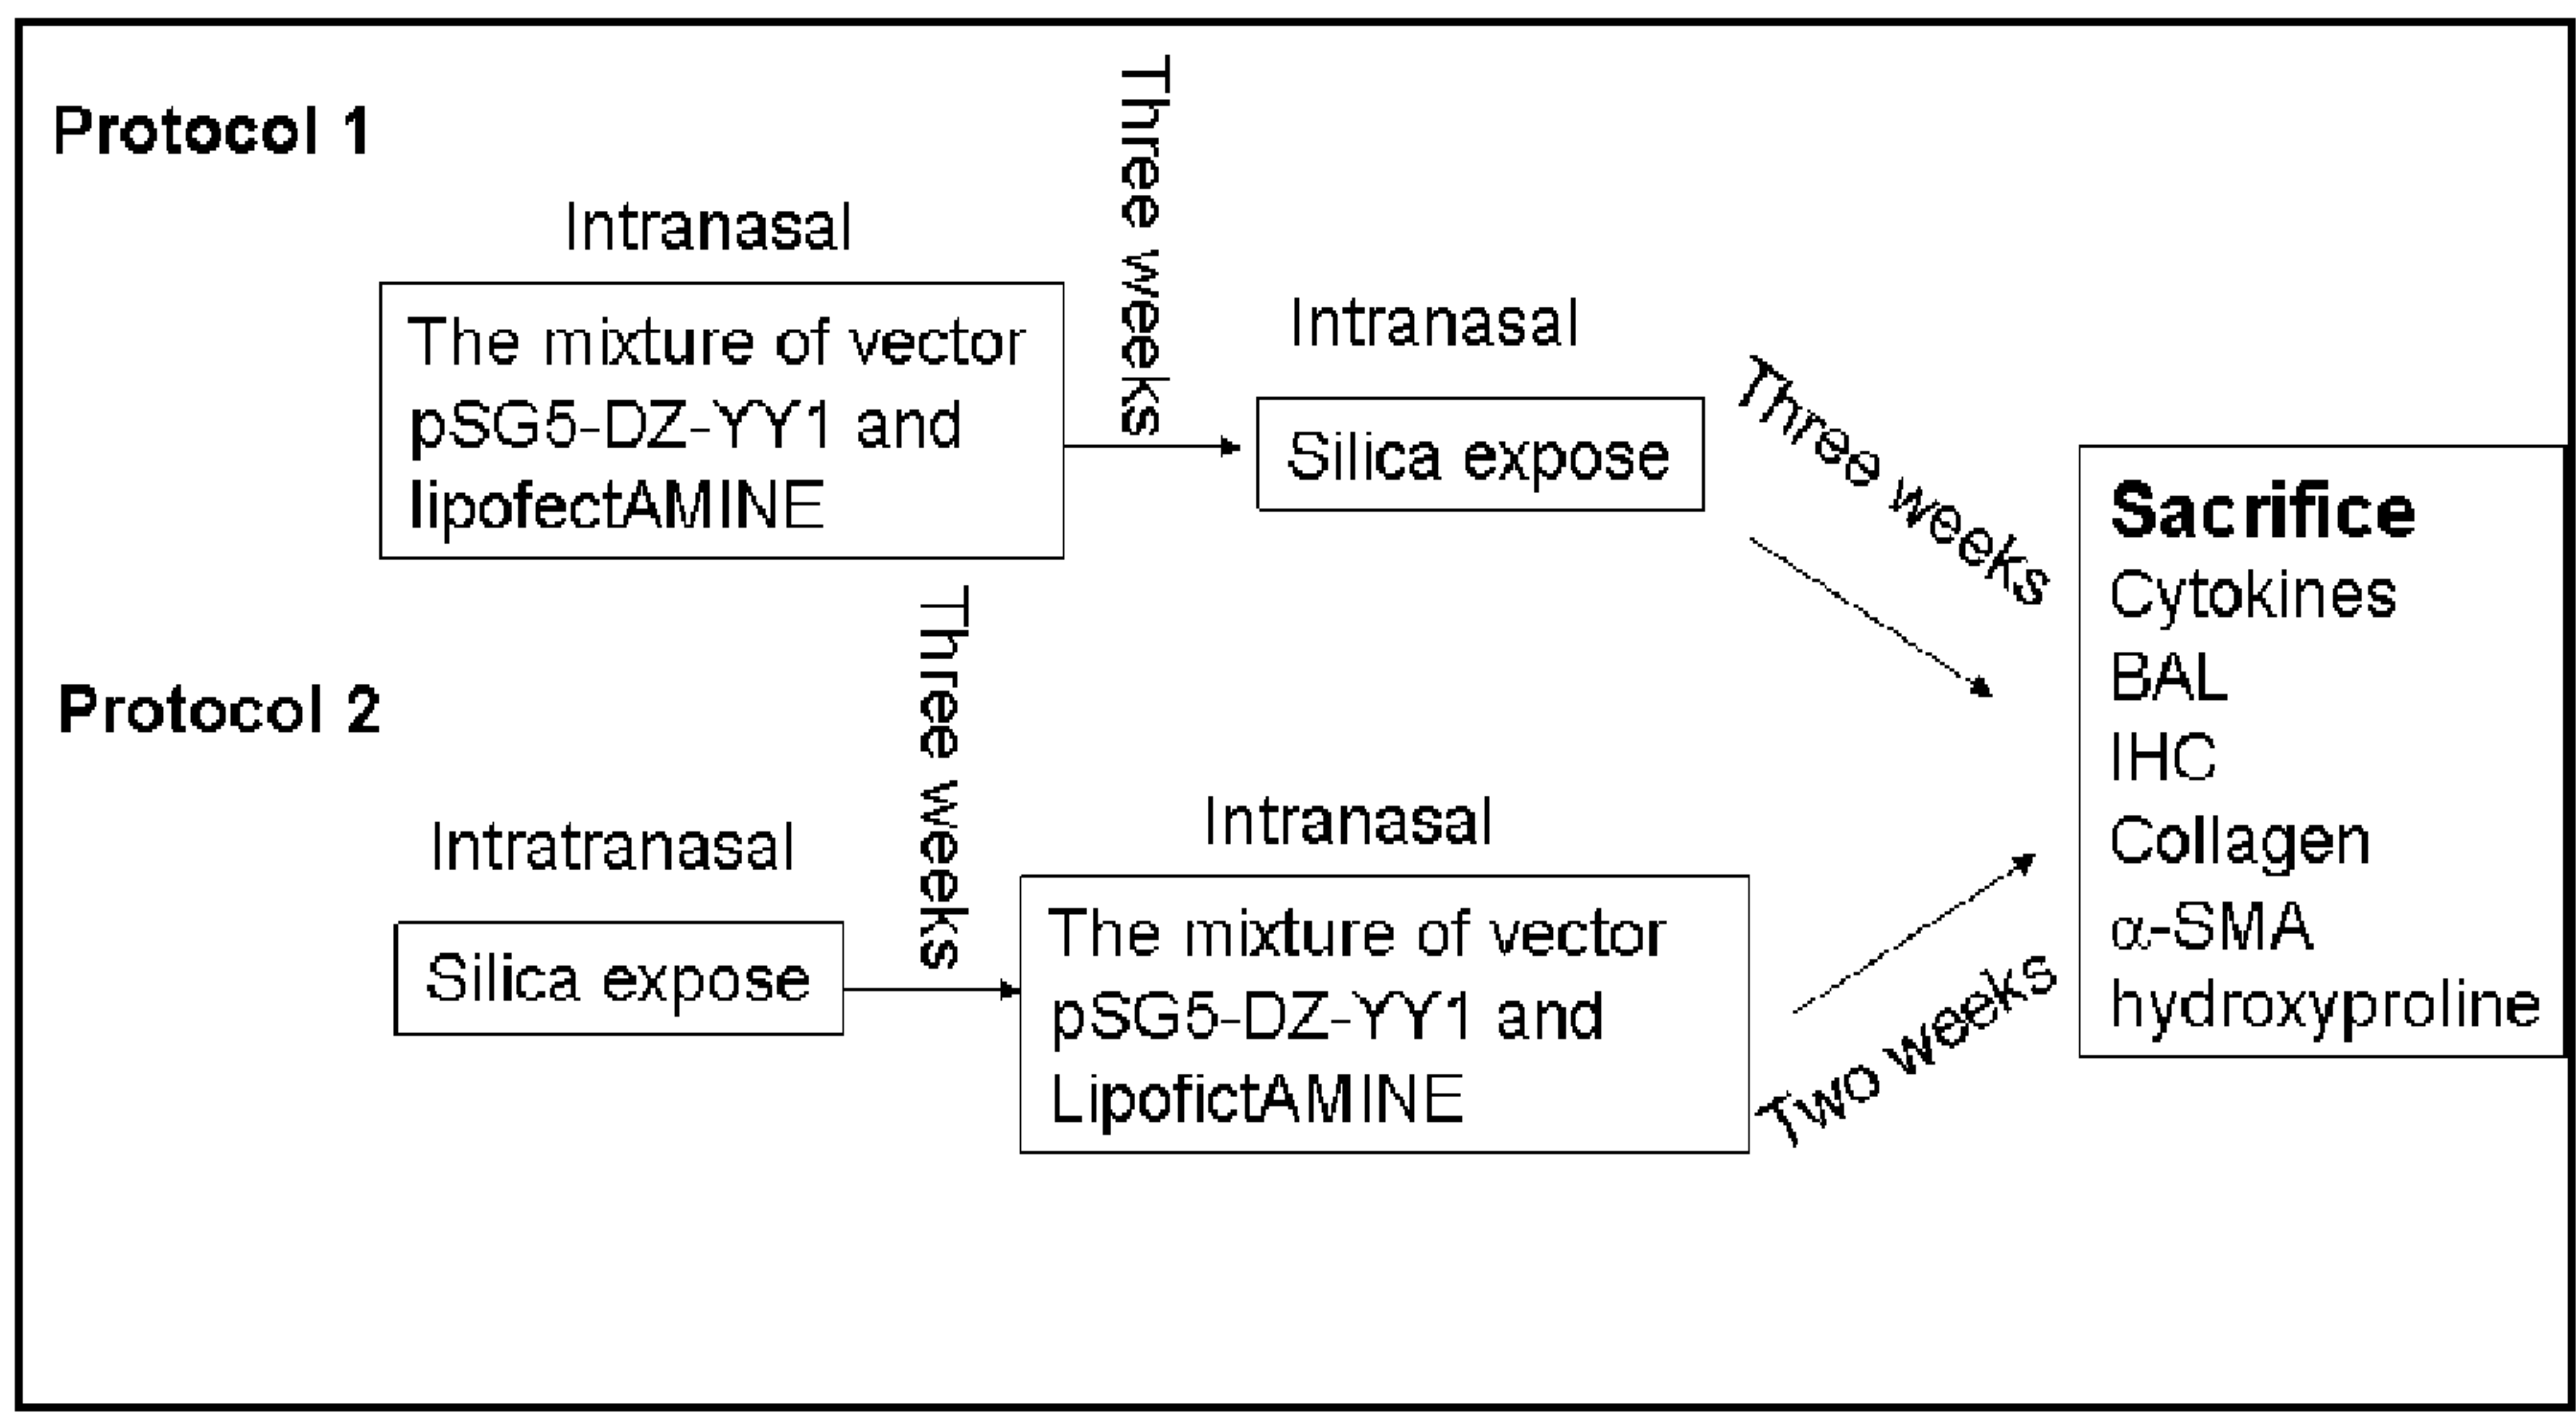 Protocol 1
Intranasal
The mixture of vector
pSG5-DZ-YY1 and
lipofectAMINE
Three weeks
Intranasal
Silica expose
Three weeks
Protocol 2
Intratranasal
Silica expose
Three weeks
Intranasal
The mixture of vector
pSG5-DZ-YY1 and
LipofictAMINE
Two weeks
Sacrifice
Cytokines
BAL
IHC
Collagen
α-SMA
hydroxyproline